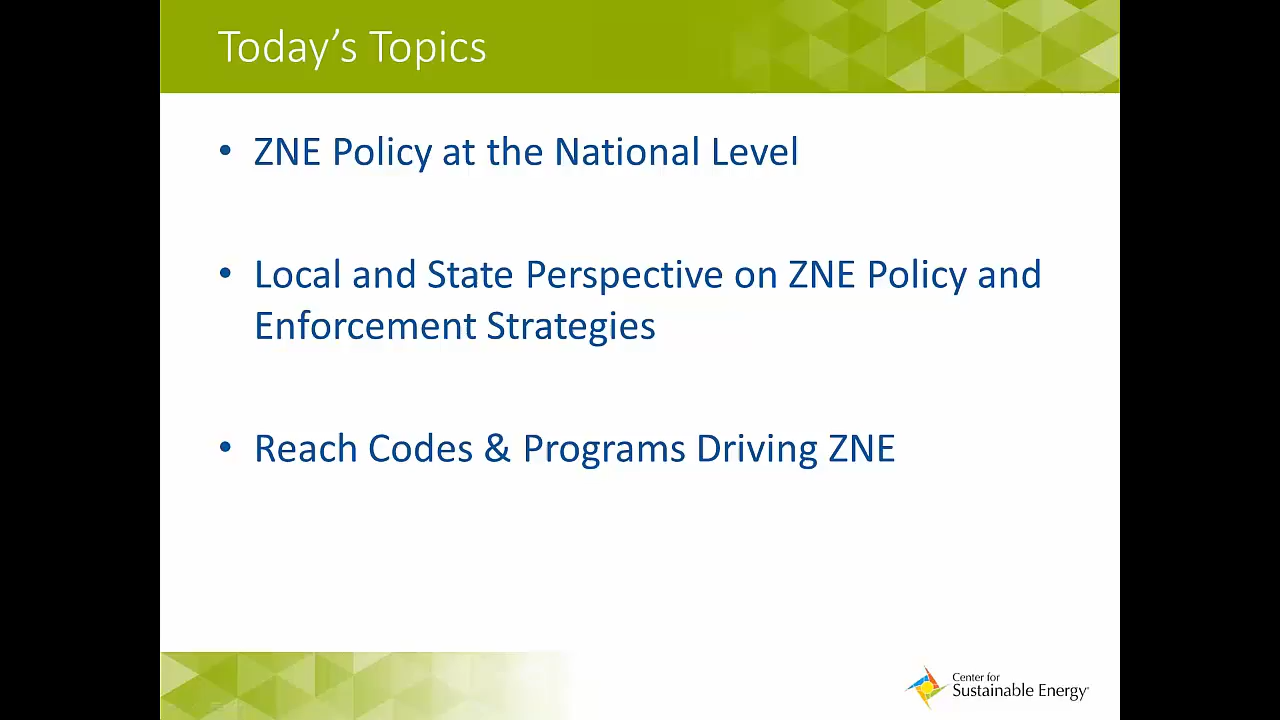 Today’s Topics
• ZNE Policy at the National Level
• Local and State Perspective on ZNE Policy and
Enforcement Strategies
• Reach Codes & Programs Driving ZNE
Center for
Sustainable Energy®